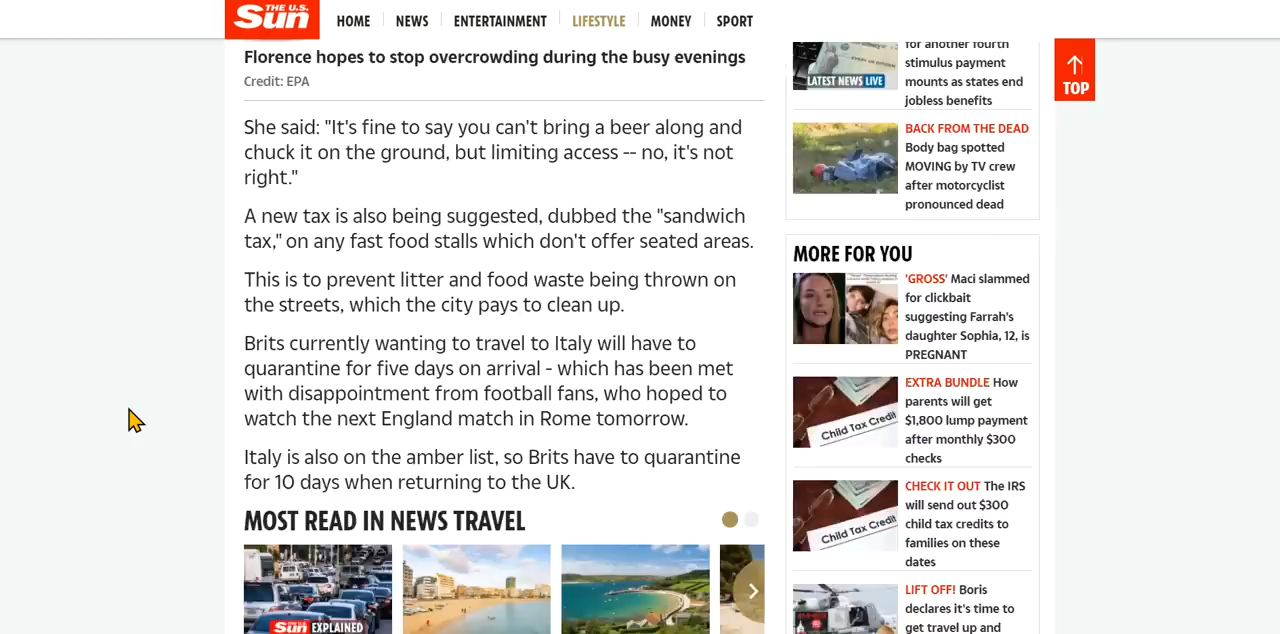 THE U.S.
Sun
HOME
NEWS
ENTERTAINMENT
LIFESTYLE
MONEY
SPORT
Florence hopes to stop overcrowding during the busy evenings
Credit: EPA
She said: "It's fine to say you can't bring a beer along and
chuck it on the ground, but limiting access -- no, it's not
right."
A new tax is also being suggested, dubbed the "sandwich
tax," on any fast food stalls which don't offer seated areas.
This is to prevent litter and food waste being thrown on
the streets, which the city pays to clean up.
Brits currently wanting to travel to Italy will have to
quarantine for five days on arrival - which has been met
with disappointment from football fans, who hoped to
watch the next England match in Rome tomorrow.
Italy is also on the amber list, so Brits have to quarantine
for 10 days when returning to the UK.
MOST READ IN NEWS TRAVEL
THE U.S.
Sun EXPLAINED
for another fourth
stimulus payment
mounts as states end
jobless benefits
LATEST NEWS LIVE
BACK FROM THE DEAD
Body bag spotted
MOVING by TV crew
after motorcyclist
pronounced dead
MORE FOR YOU
'GROSS' Maci slammed
for clickbait
suggesting Farrah's
daughter Sophia, 12, is
PREGNANT
EXTRA BUNDLE How
parents will get
$1,800 lump payment
after monthly $300
checks
Child Tax Credit
CHECK IT OUT The IRS
will send out $300
child tax credits to
families on these
dates
Child Tax Credit
LIFT OFF! Boris
declares it's time to
get travel up and
TOP